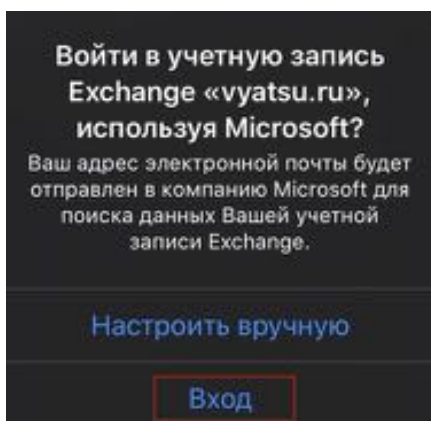 Войти в учетную запись
Exchange «vyatsu.ru»,
используя Microsoft?
Ваш адрес электронной почты будет
отправлен в компанию Microsoft для
поиска данных Вашей учетной
записи Exchange.
Настроить вручную
Вход